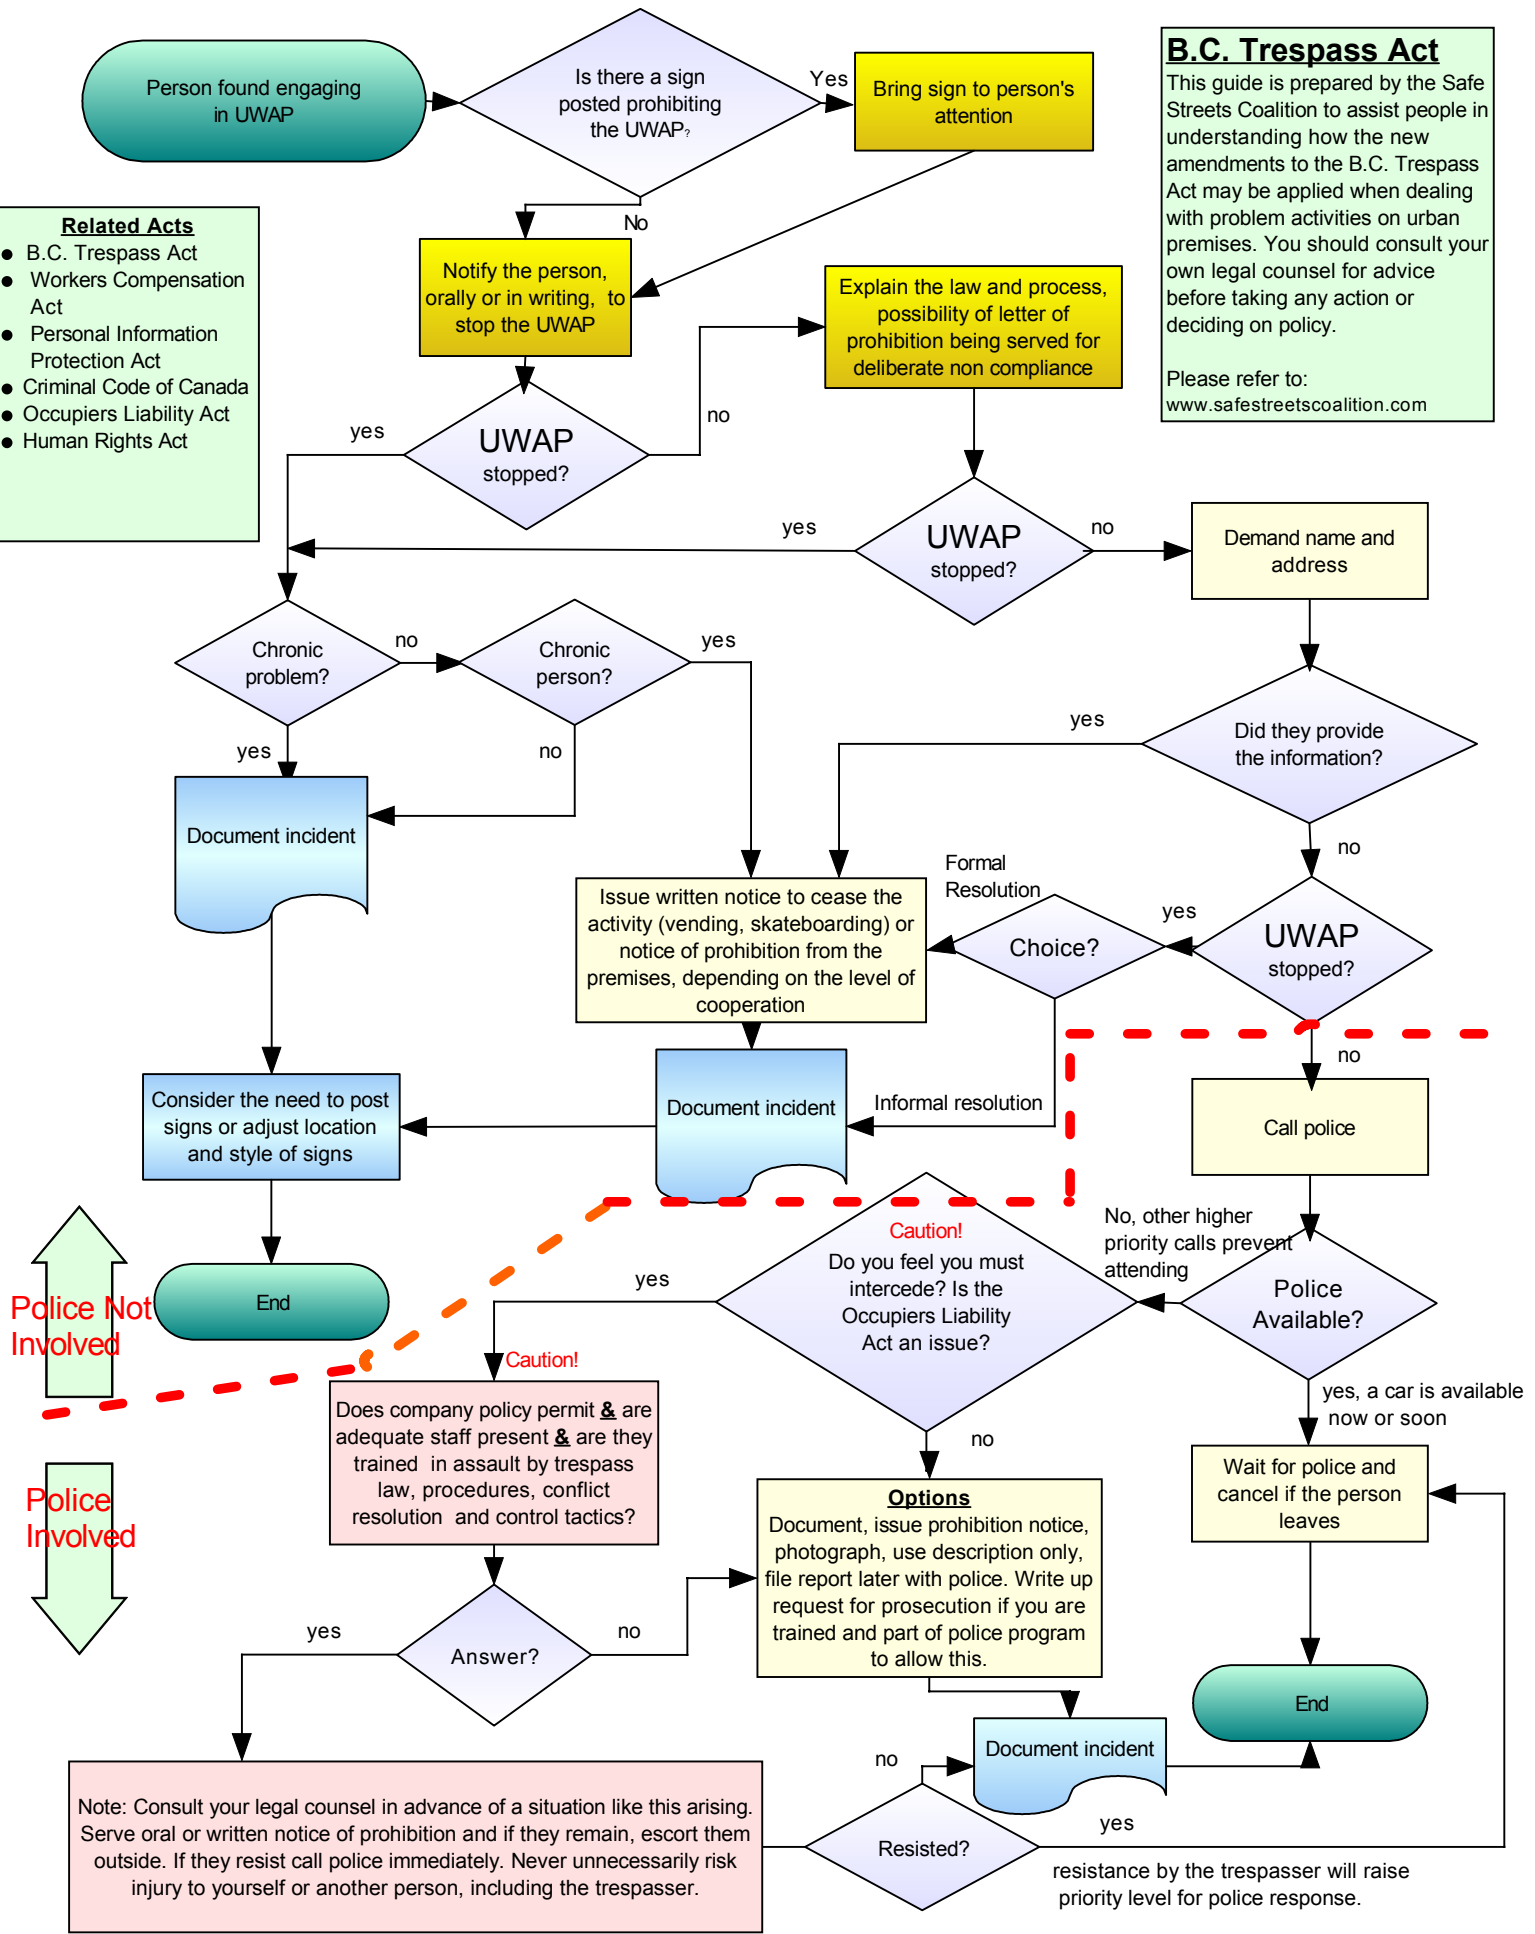 Person found engaging
in UWAP
Is there a sign
posted prohibiting
the UWAP?
Yes
Bring sign to person's
attention
B.C. Trespass Act
This guide is prepared by the Safe
Streets Coalition to assist people in
understanding how the new
amendments to the B.C. Trespass
Act may be applied when dealing
with problem activities on urban
premises. You should consult your
own legal counsel for advice
before taking any action or
deciding on policy.
Please refer to:
www.safestreetscoalition.com
Related Acts
● B.C. Trespass Act
● Workers Compensation
Act
● Personal Information
Protection Act
● Criminal Code of Canada
● Occupiers Liability Act
● Human Rights Act
No
Notify the person,
orally or in writing, to
stop the UWAP
Explain the law and process,
possibility of letter of
prohibition being served for
deliberate non compliance
yes
UWAP
stopped?
no
yes
UWAP
stopped?
no
Demand name and
address
Chronic
problem?
no
Chronic
person?
yes
yes
Did they provide
the information?
yes
no
no
Document incident
Formal
Resolution
Issue written notice to cease the
activity (vending, skateboarding) or
notice of prohibition from the
premises, depending on the level of
cooperation
Choice?
yes
UWAP
stopped?
no
Consider the need to post
signs or adjust location
and style of signs
Document incident
Informal resolution
Call police
Police Not
Involved
End
yes
Caution!
Do you feel you must
intercede? Is the
Occupiers Liability
Act an issue?
No, other higher
priority calls prevent
attending
Police
Available?
Caution!
Does company policy permit & are
adequate staff present & are they
trained in assault by trespass
law, procedures, conflict
resolution and control tactics?
no
yes, a car is available
now or soon
Police
Involved
Options
Document, issue prohibition notice,
photograph, use description only,
file report later with police. Write up
request for prosecution if you are
trained and part of police program
to allow this.
Wait for police and
cancel if the person
leaves
yes
Answer?
no
End
Document incident
no
Note: Consult your legal counsel in advance of a situation like this arising.
Serve oral or written notice of prohibition and if they remain, escort them
outside. If they resist call police immediately. Never unnecessarily risk
injury to yourself or another person, including the trespasser.
Resisted?
yes
resistance by the trespasser will raise
priority level for police response.